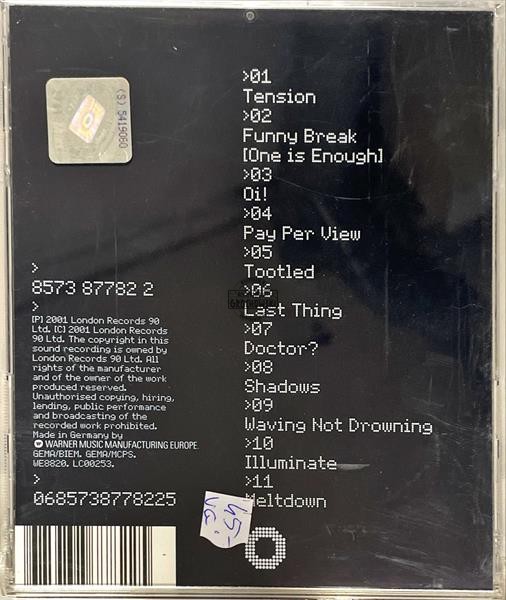 (S) 5419060
>01
Tension
>02
Funny Break
[One is Enough]
>03
Oi!
>04
Pay Per View
>05
Tootled
>06
Last Thing
>07
Doctor?
>08
Shadows
>09
Waving Not Drowning
>10
Illuminate
>11
Meltdown
>
8573 87782 2
>
[P] 2001 London Records 90
Ltd. [C] 2001 London Records
90 Ltd. The copyright in this
sound recording is owned by
London Records 90 Ltd. All
rights of the manufacturer
and of the owner of the work
produced reserved.
Unauthorised copying, hiring,
lending, public performance
and broadcasting of the
recorded work prohibited.
Made in Germany by
WARNER MUSIC MANUFACTURING EUROPE.
GEMA/BIEM. GEMA/MCPS.
WE8820. LC00253.
>
0685738778225
45-
VG